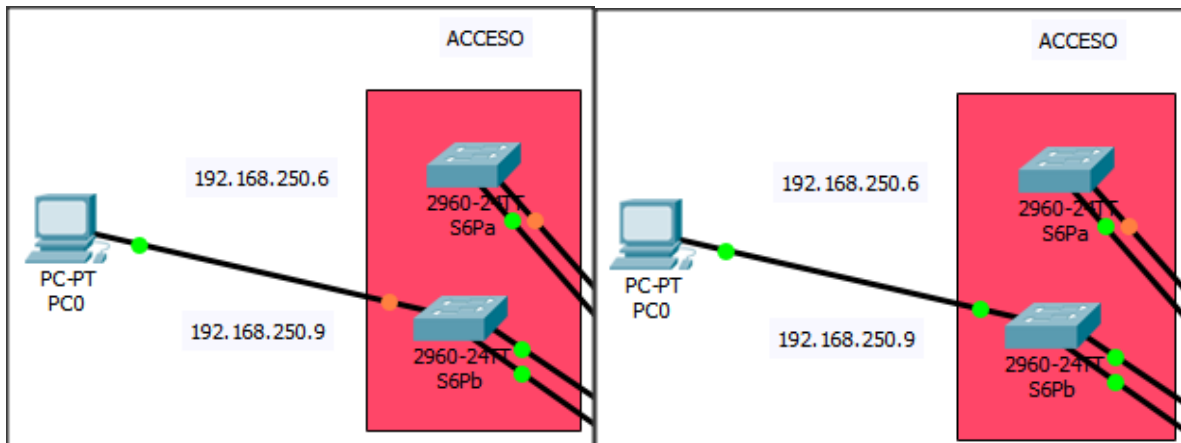 ACCESO
192.168.250.6
2960-24TT
S6Pa
PC-PT
PC0
192.168.250.9
2960-24TT
S6Pb
ACCESO
192.168.250.6
2960-24TT
S6Pa
PC-PT
PC0
192.168.250.9
2960-24TT
S6Pb